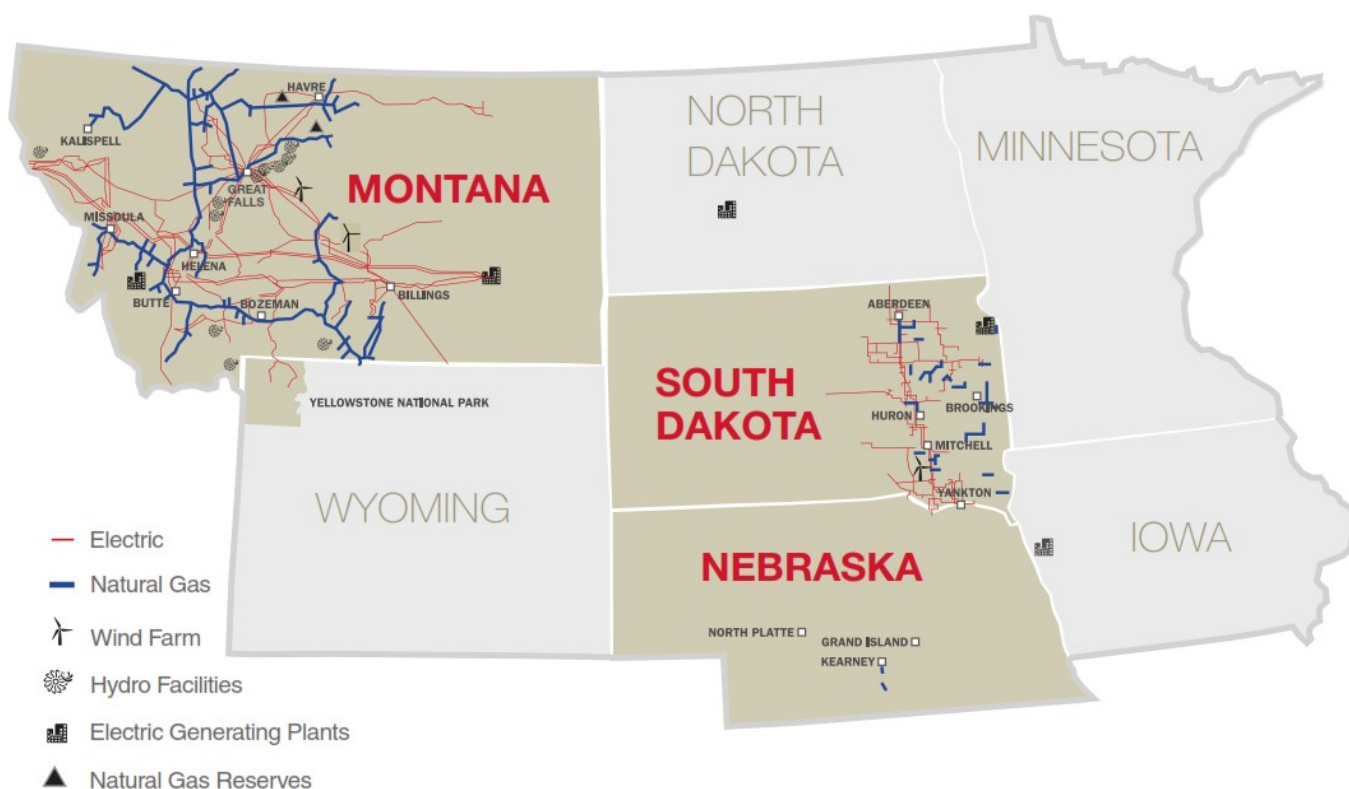 HAVRE
KALISPELL
GREAT
FALLS
MONTANA
MISSOULA
HELENA
BUTTE
BOZEMAN
BILLINGS
NORTH
DAKOTA
MINNESOTA
ABERDEEN
SOUTH
DAKOTA
BROOKINGS
HURON
MITCHELL
YANKTON
YELLOWSTONE NATIONAL PARK
WYOMING
IOWA
NEBRASKA
NORTH PLATTE
GRAND ISLAND
KEARNEY
Electric
Natural Gas
Wind Farm
Hydro Facilities
Electric Generating Plants
Natural Gas Reserves